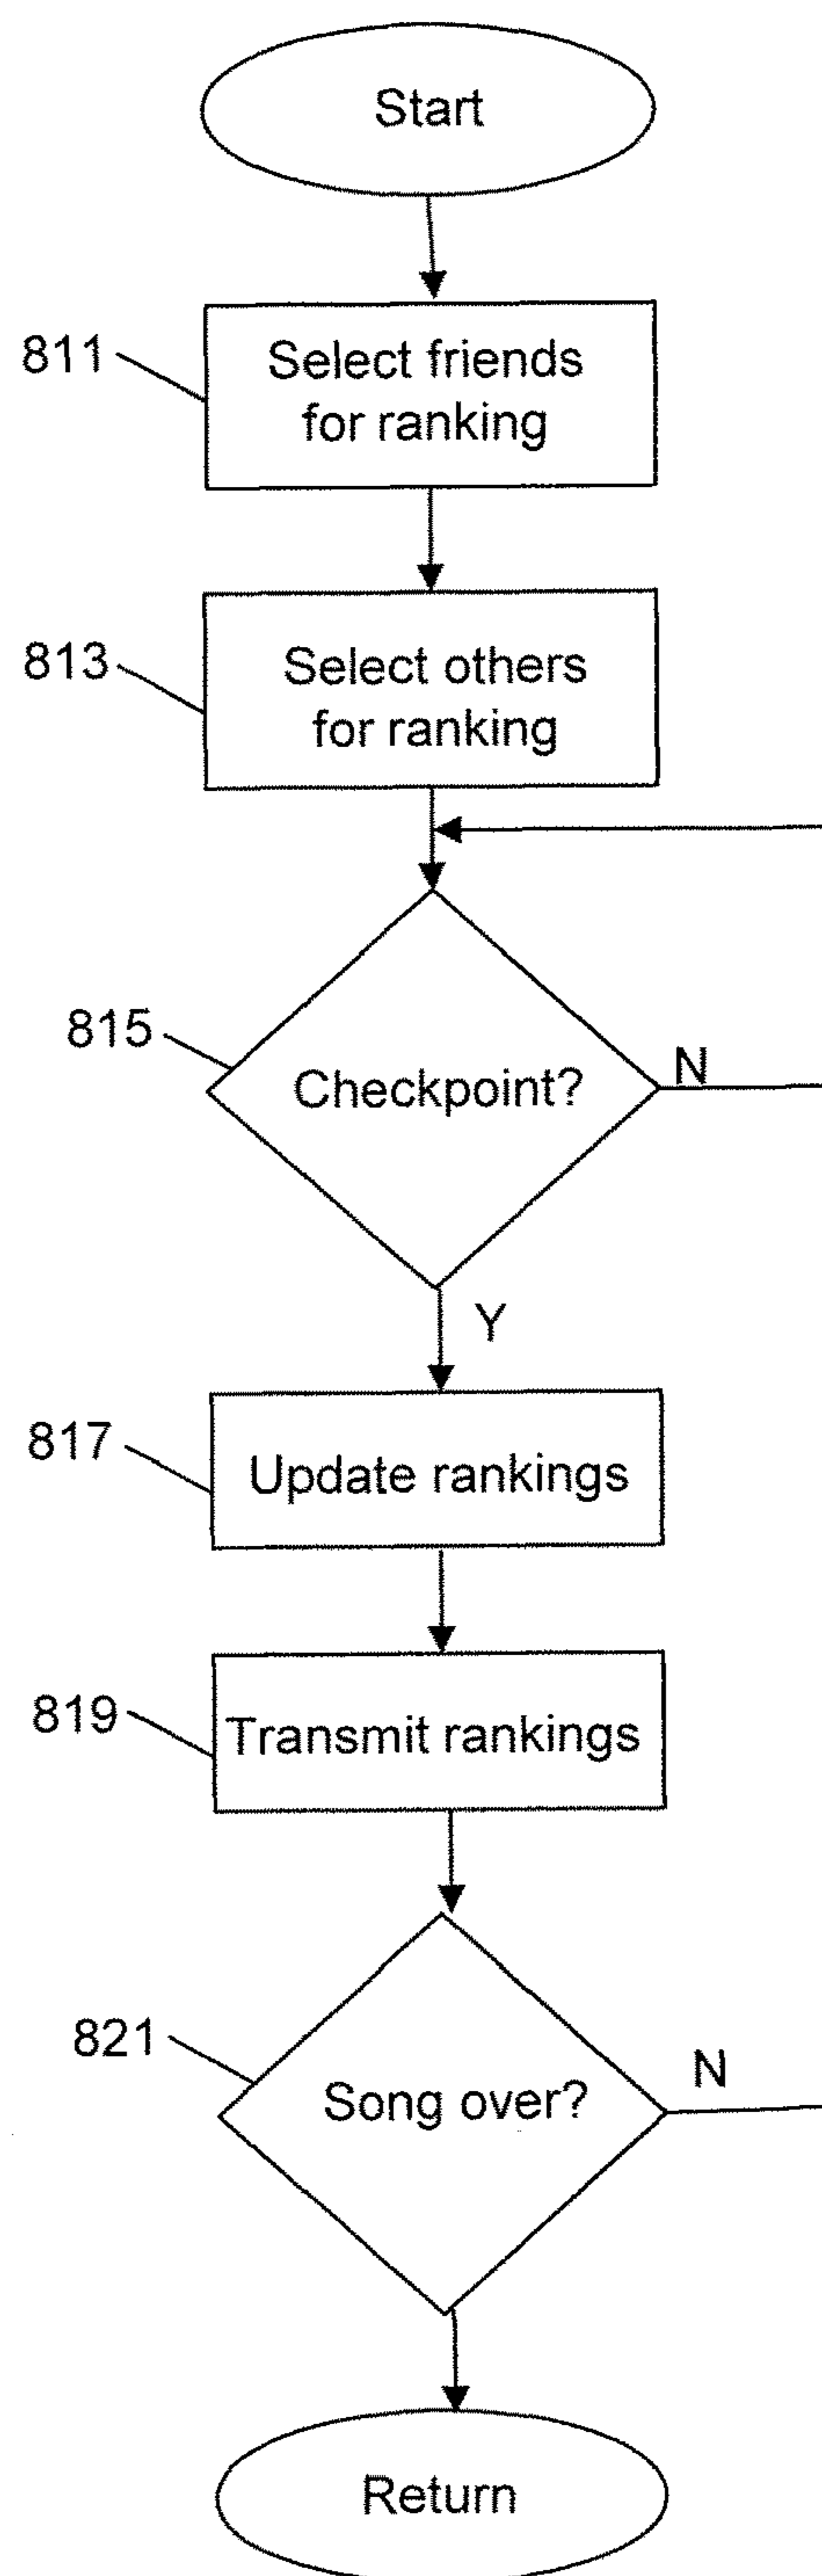 Start
811
Select friends
for ranking
813
Select others
for ranking
815
Checkpoint?
N
Y
817
Update rankings
819
Transmit rankings
821
Song over?
N
Return